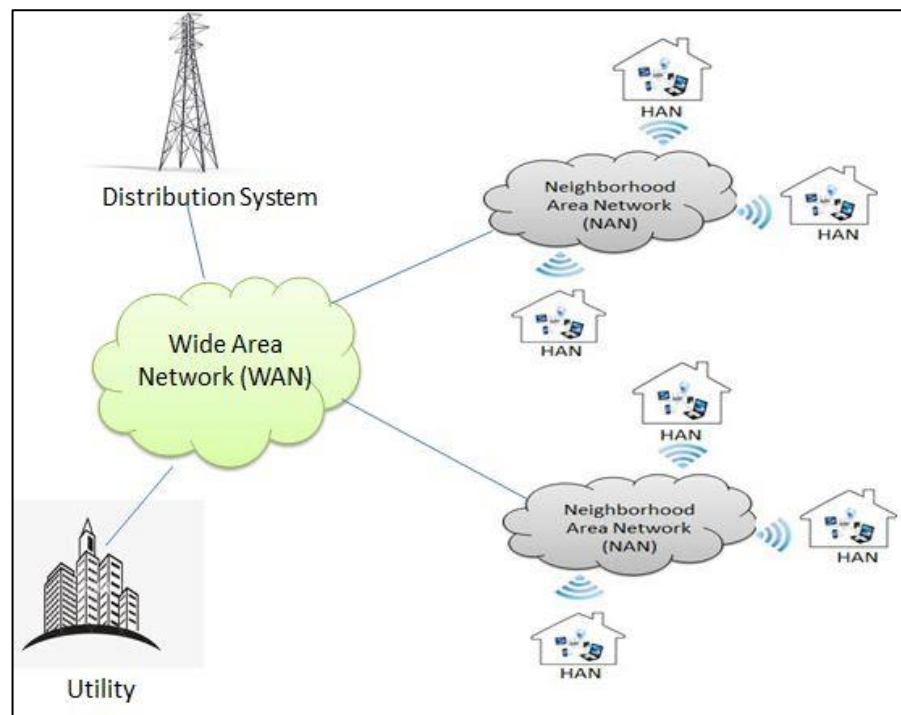 Distribution System
Wide Area
Network (WAN)
Utility
HAN
Neighborhood
Area Network
(NAN)
HAN
HAN
HAN
Neighborhood
Area Network
(NAN)
HAN
HAN